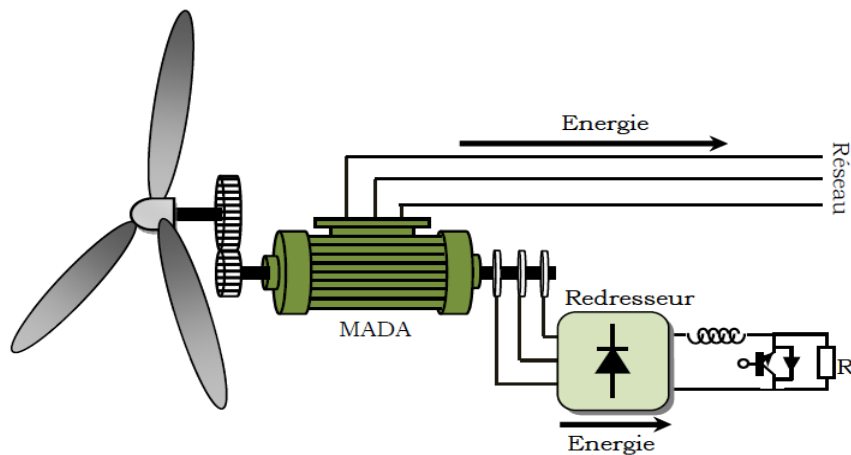 Energie
Réseau
MADA
Redresseur
R
Energie